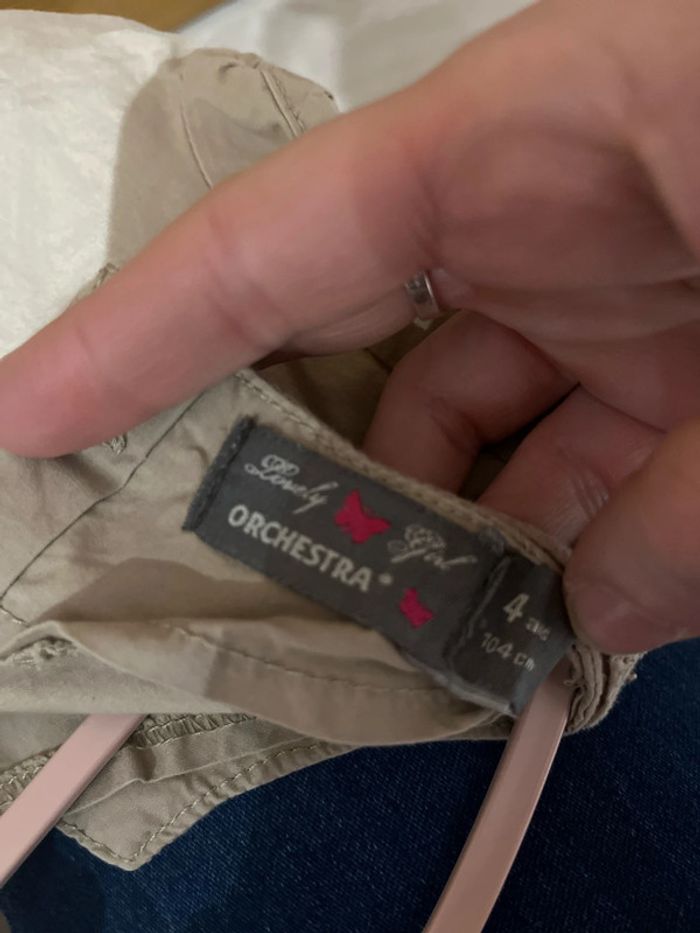 Lovely Girl
ORCHESTRA®
4 ans
104 cm